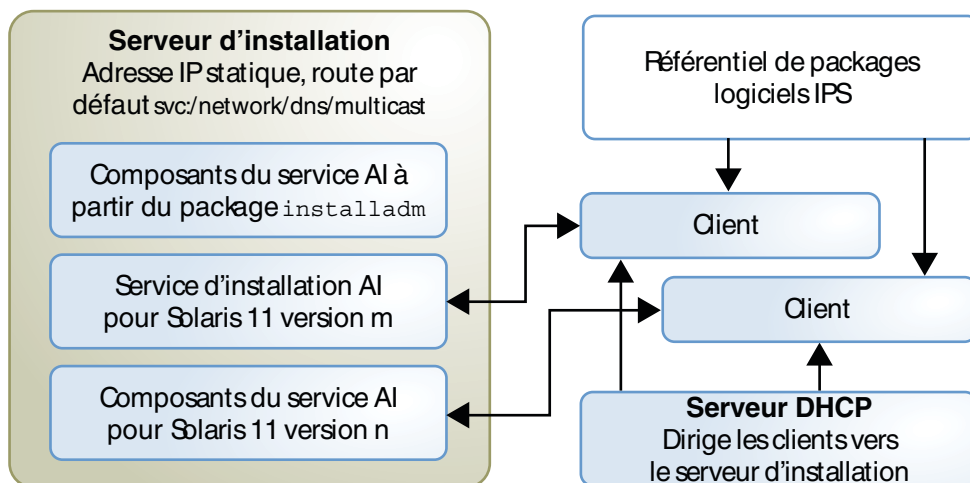 Serveur d'installation
Adresse IP statique, route par
défaut svc:/network/dns/multicast
Composants du service AI à
partir du package installadm
Service d'installation AI
pour Solaris 11 version m
Composants du service AI
pour Solaris 11 version n
Référentiel de packages
logiciels IPS
Client
Client
Serveur DHCP
Dirige les clients vers
le serveur d'installation